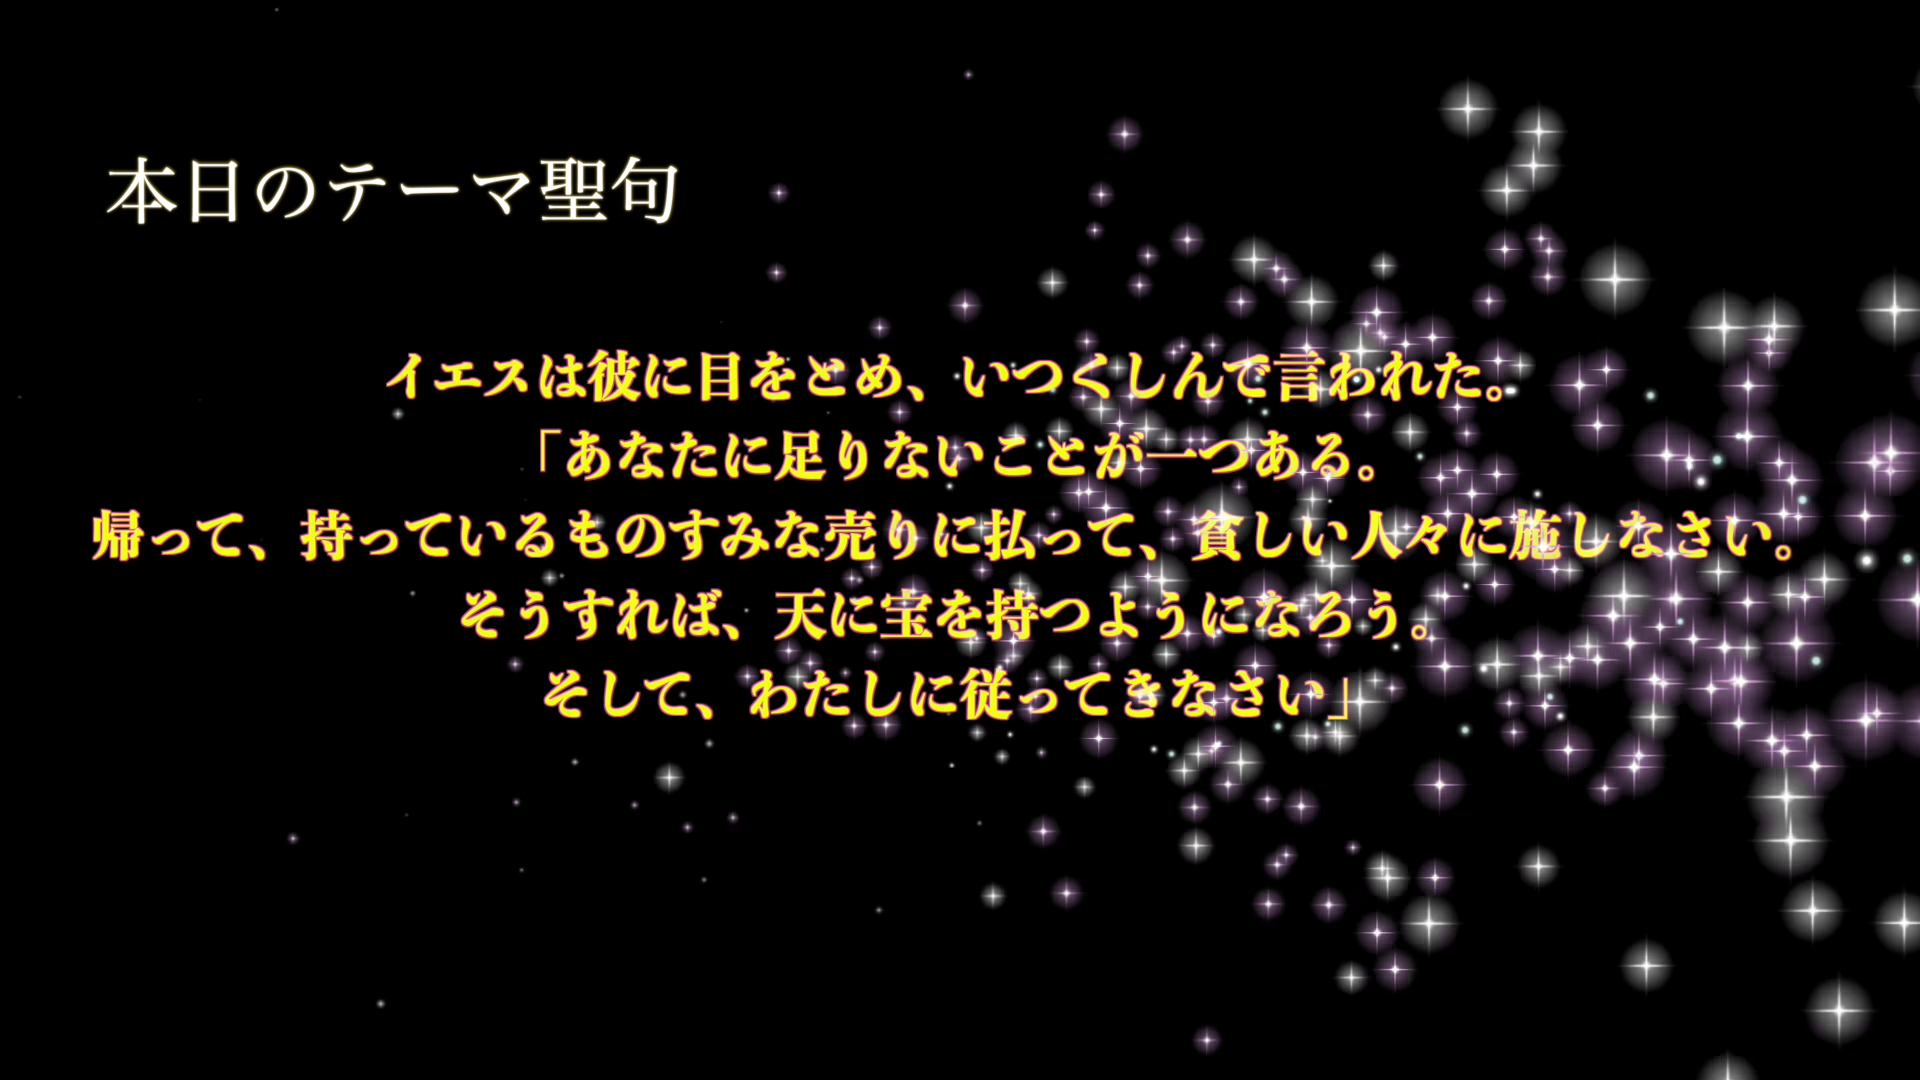 本日のテーマ聖句
イエスは彼に目をとめ、いつくしんで言われた。
「あなたに足りないことが一つある。
帰って、持っているものすみな売りに払って、貧しい人々に施しなさい。
そうすれば、天に宝を持つようになろう。
そして、わたしに従ってきなさい」